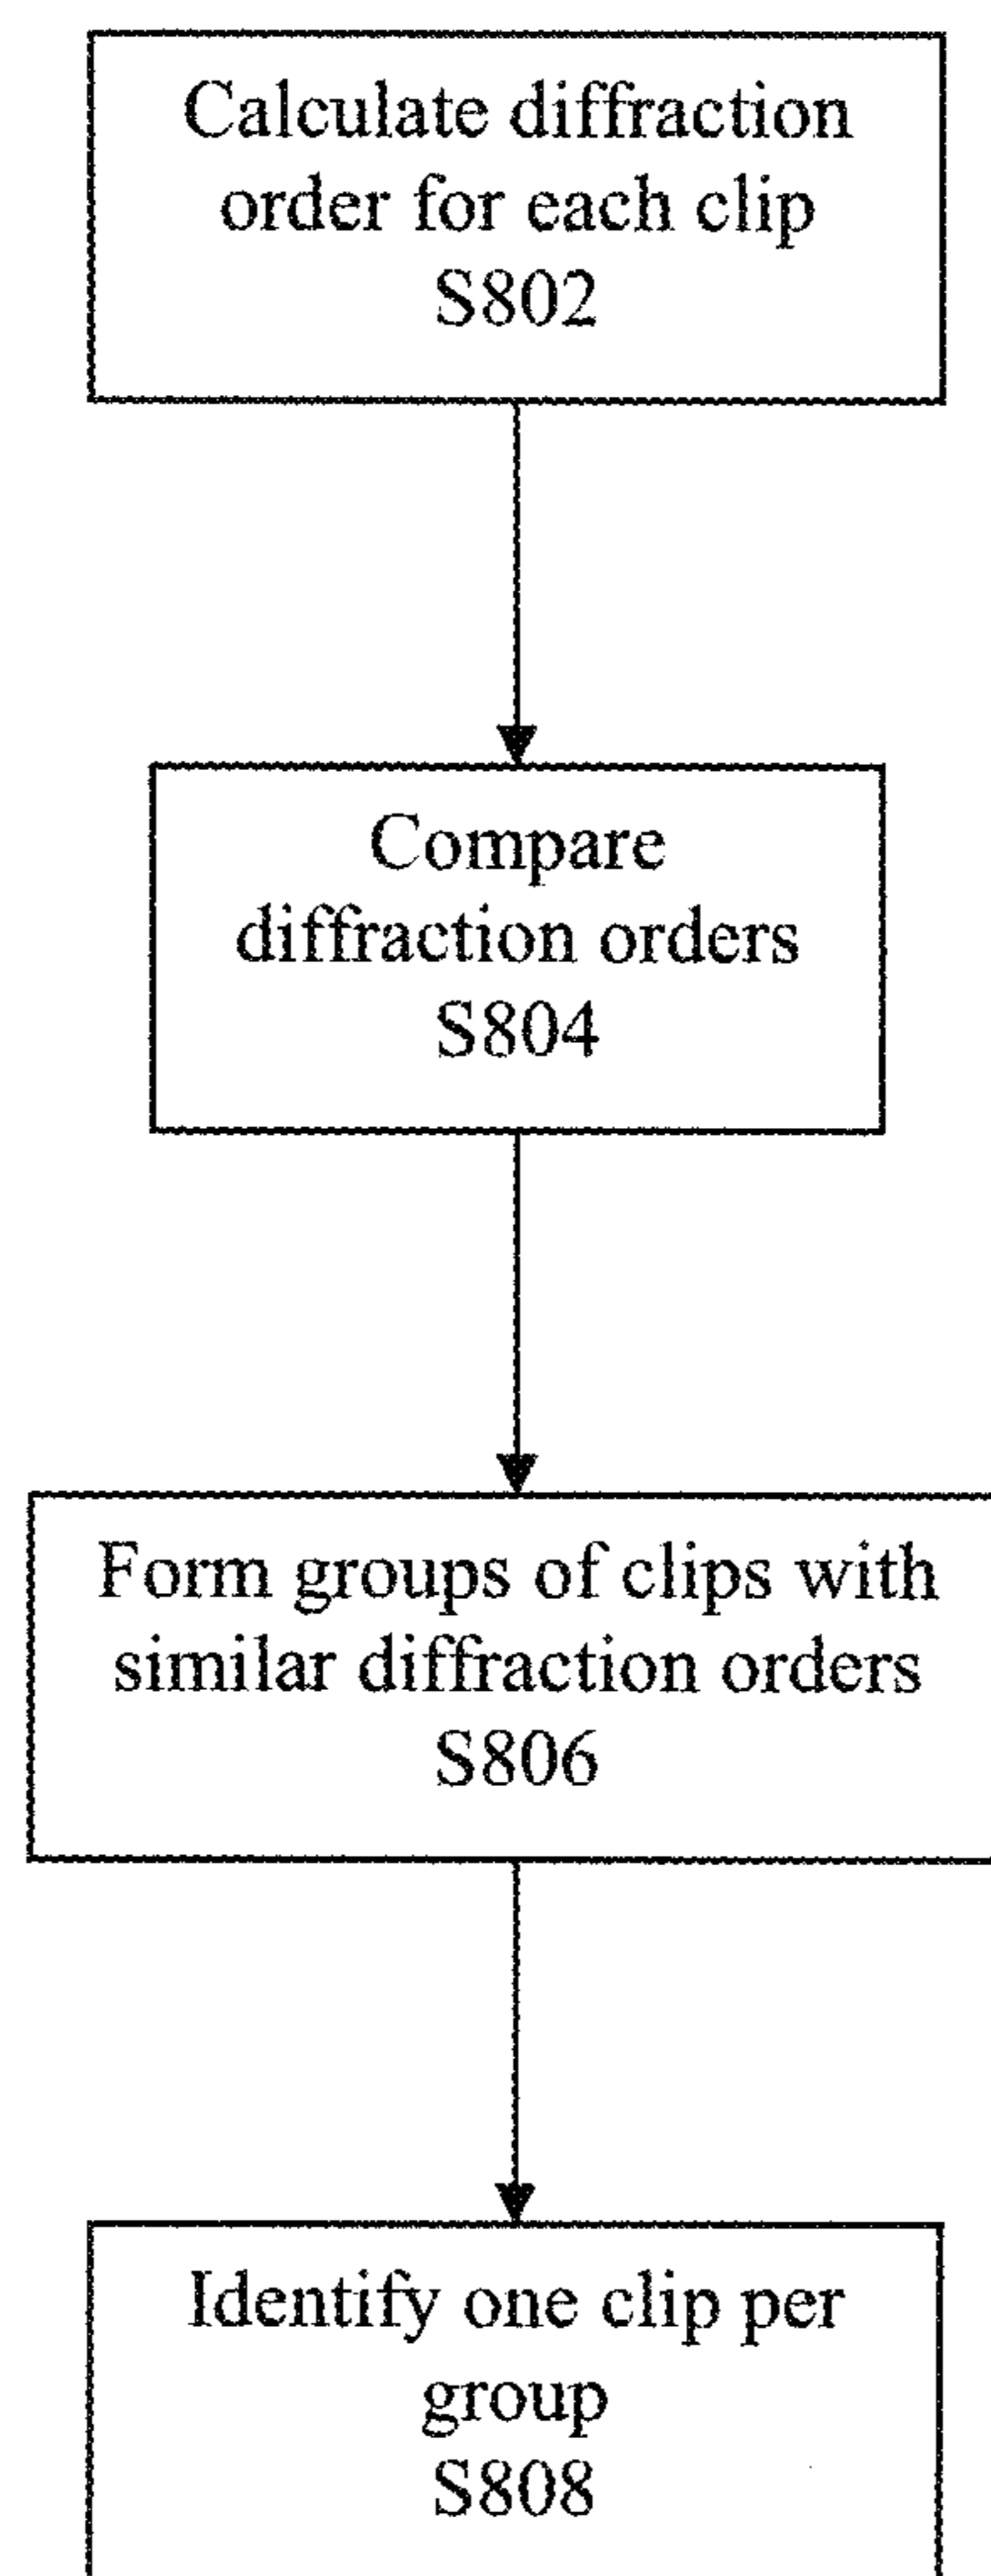 Calculate diffraction
order for each clip
S802
Compare
diffraction orders
S804
Form groups of clips with
similar diffraction orders
S806
Identify one clip per
group
S808